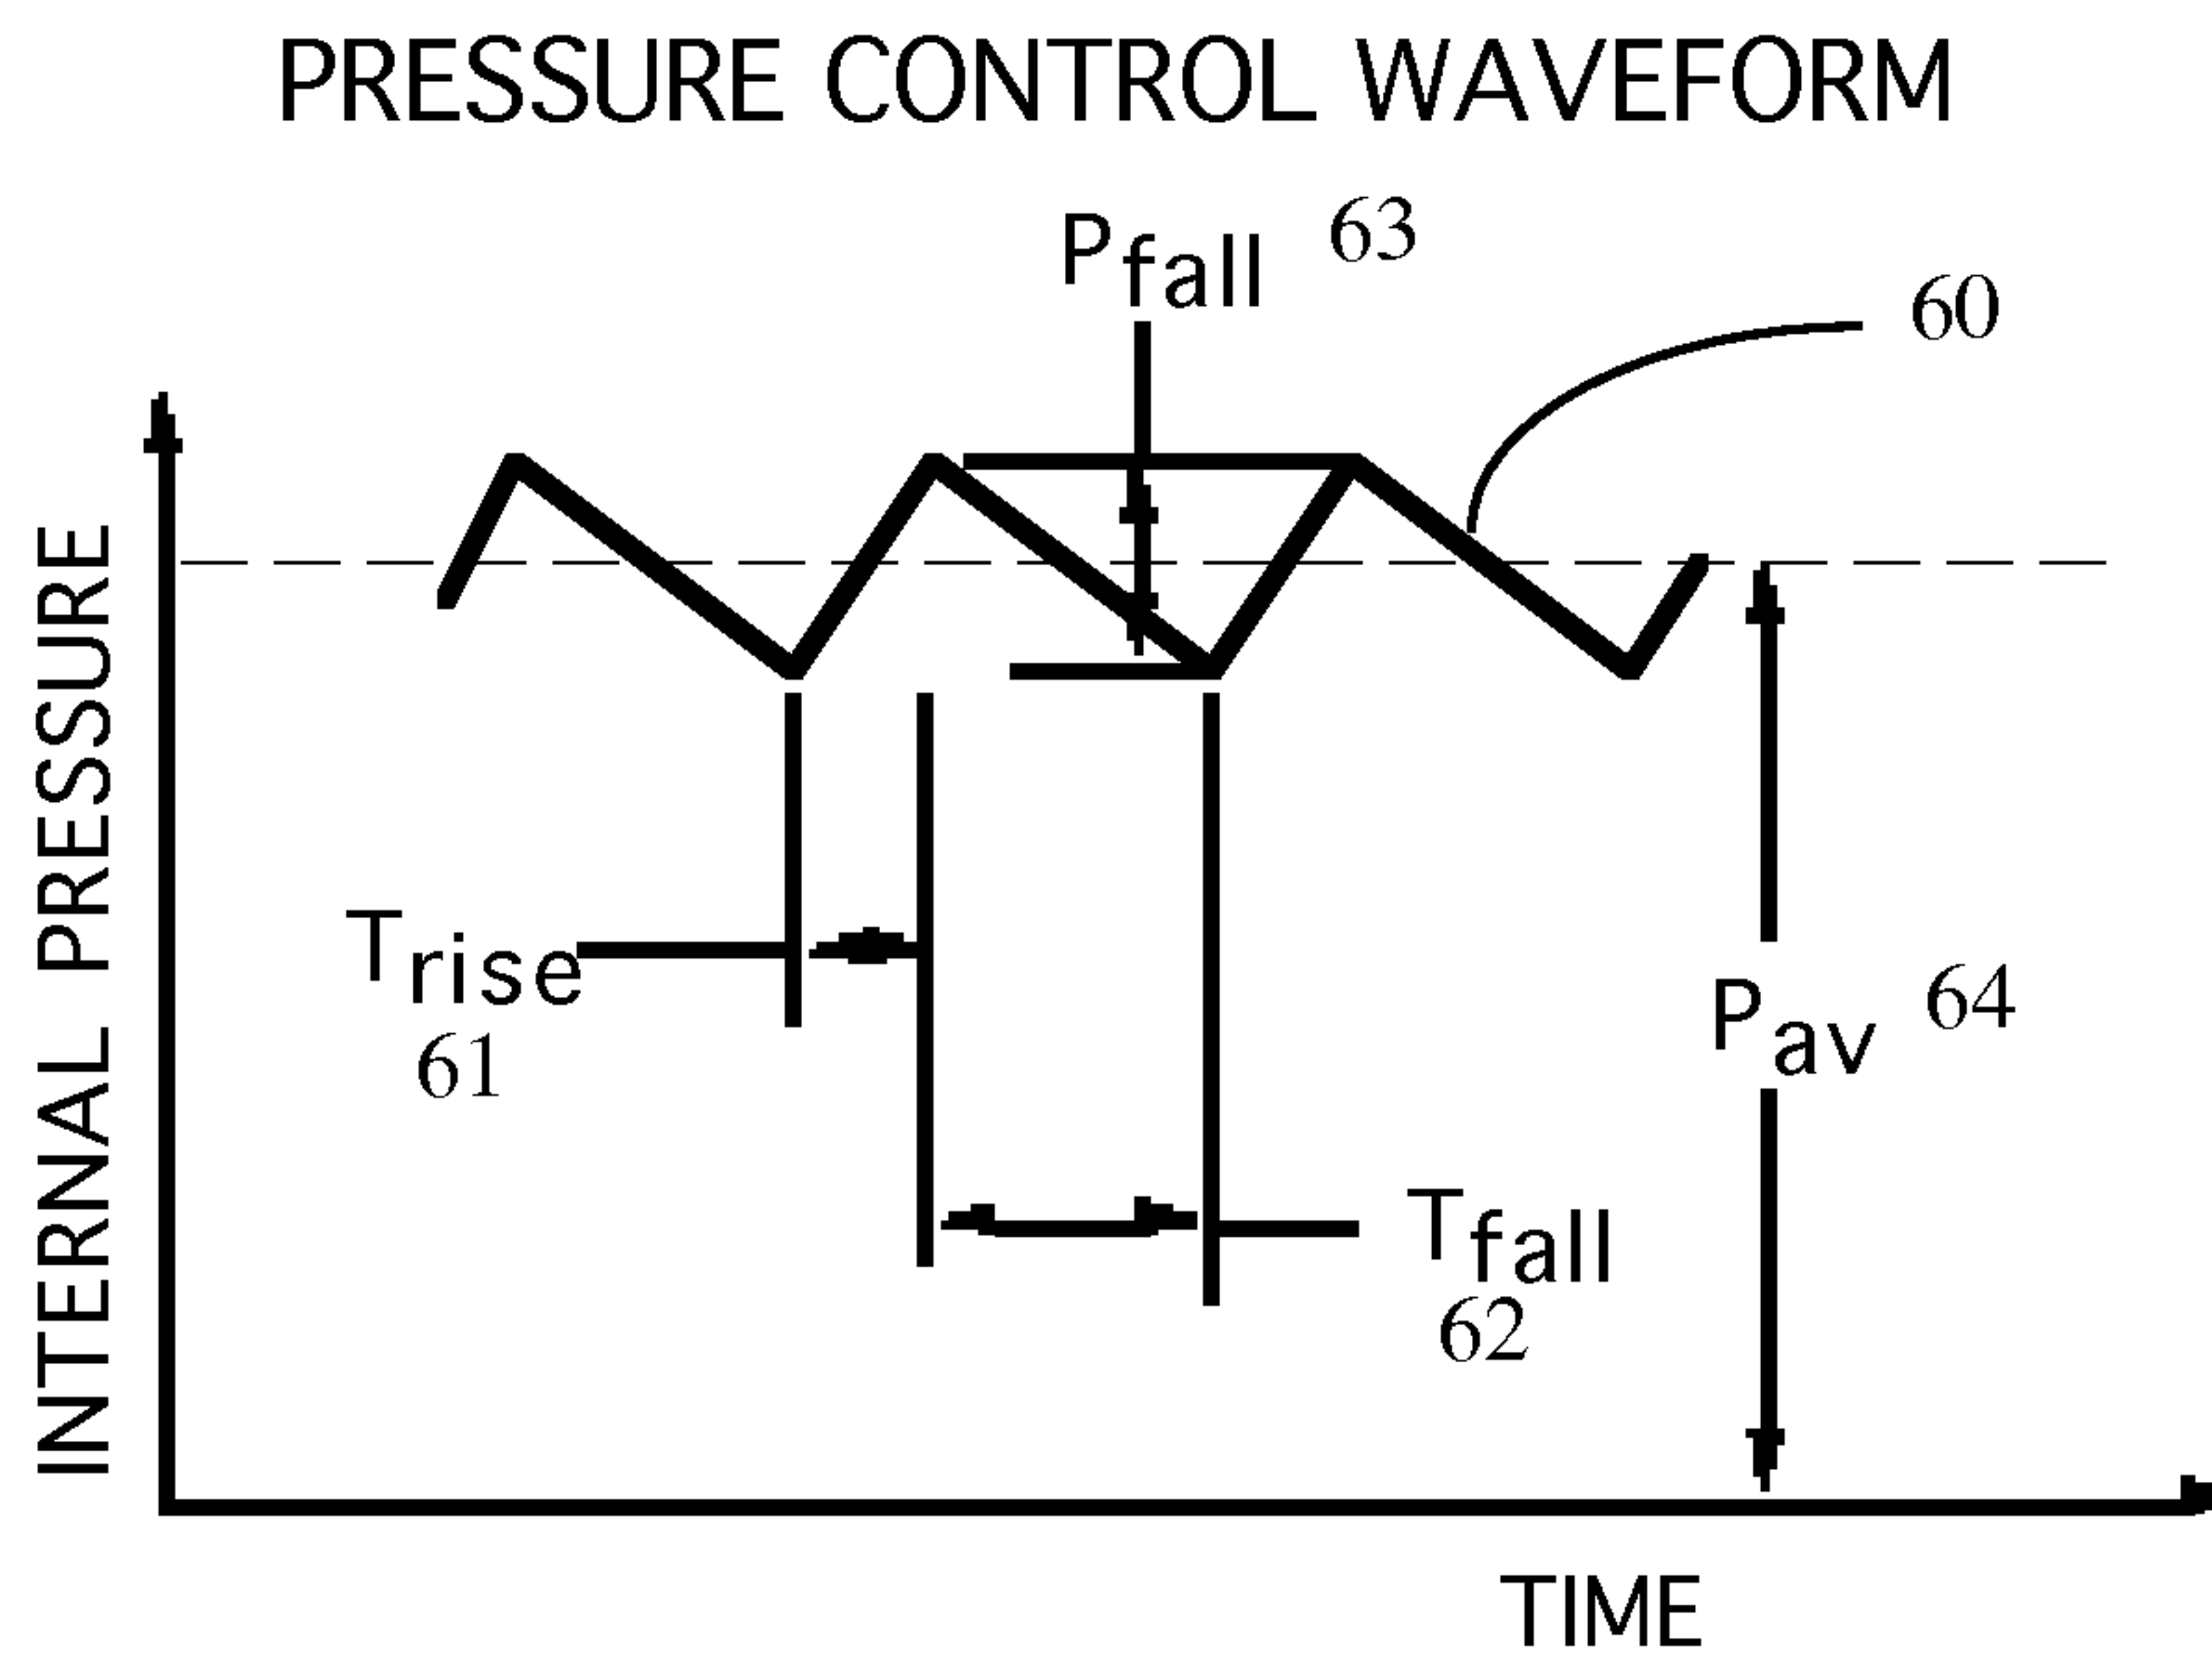 PRESSURE CONTROL WAVEFORM
Pfall 63
60
INTERNAL PRESSURE
Trise
61
Pav 64
Tfall
62
TIME